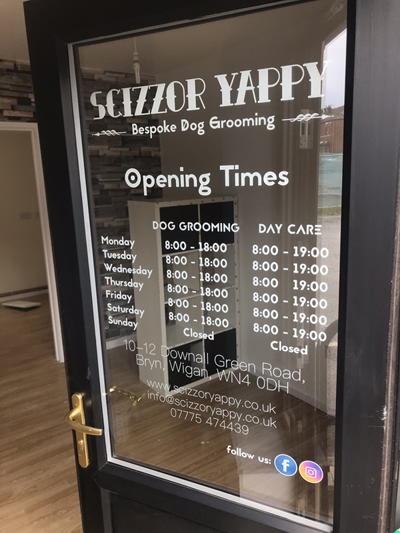 SCIZZOR YAPPY
Bespoke Dog Grooming
Opening Times
DOG GROOMING DAY CARE
Monday 8:00 - 18:00 8:00 - 19:00
Tuesday 8:00 - 18:00 8:00 - 19:00
Wednesday 8:00 - 18:00 8:00 - 19:00
Thursday 8:00 - 18:00 8:00 - 19:00
Friday 8:00 - 18:00 8:00 - 19:00
Saturday 8:00 - 18:00 8:00 - 19:00
Sunday Closed Closed
10-12 Downall Green Road,
Bryn, Wigan, WN4 0DH
www.scizzoryappy.co.uk
info@scizzoryappy.co.uk
07775 474439
follow us: f